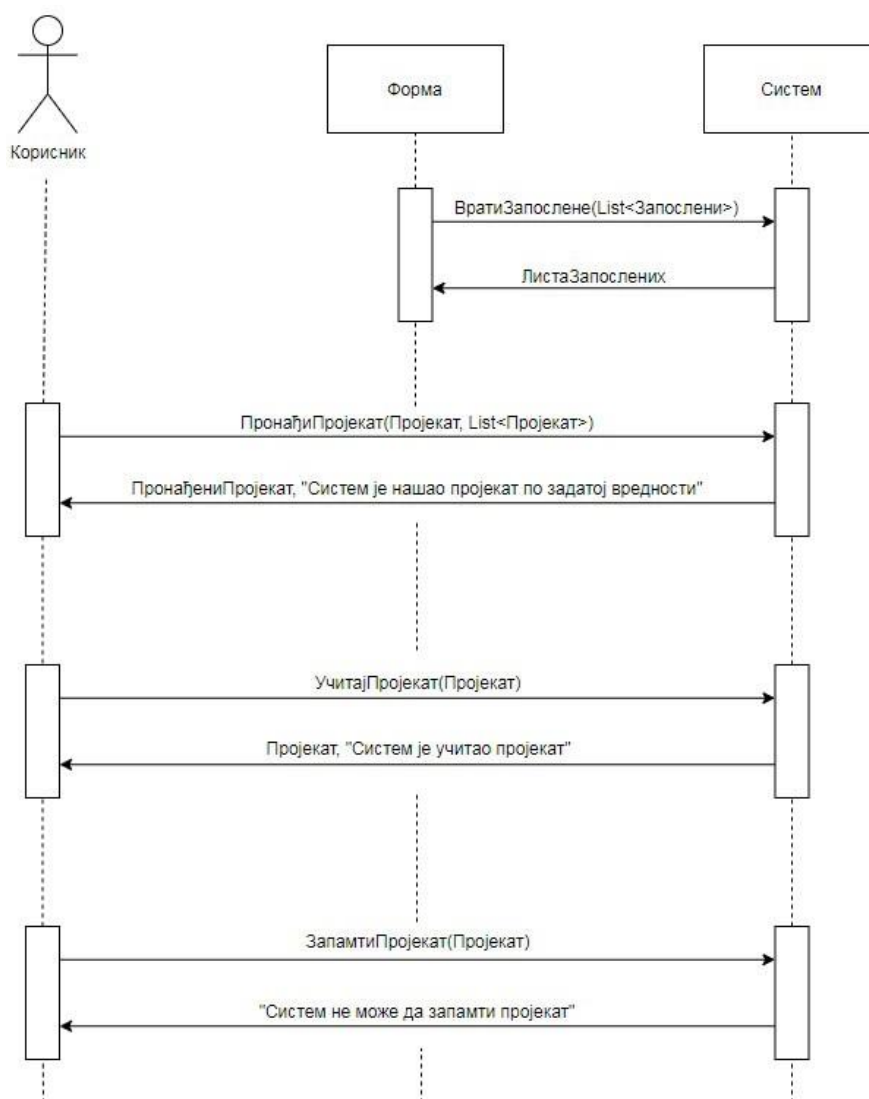 Форма
Систем
Корисник
ВратиЗапослене(List<Запослени>)
ЛистаЗапослених
ПронађиПројекат(Пројекат, List<Пројекат>)
ПронађениПројекат, "Систем је нашао пројекат по задатој вредности"
УчитајПројекат(Пројекат)
Пројекат, "Систем је учитао пројекат"
ЗапамтиПројекат(Пројекат)
"Систем не може да запамти пројекат"